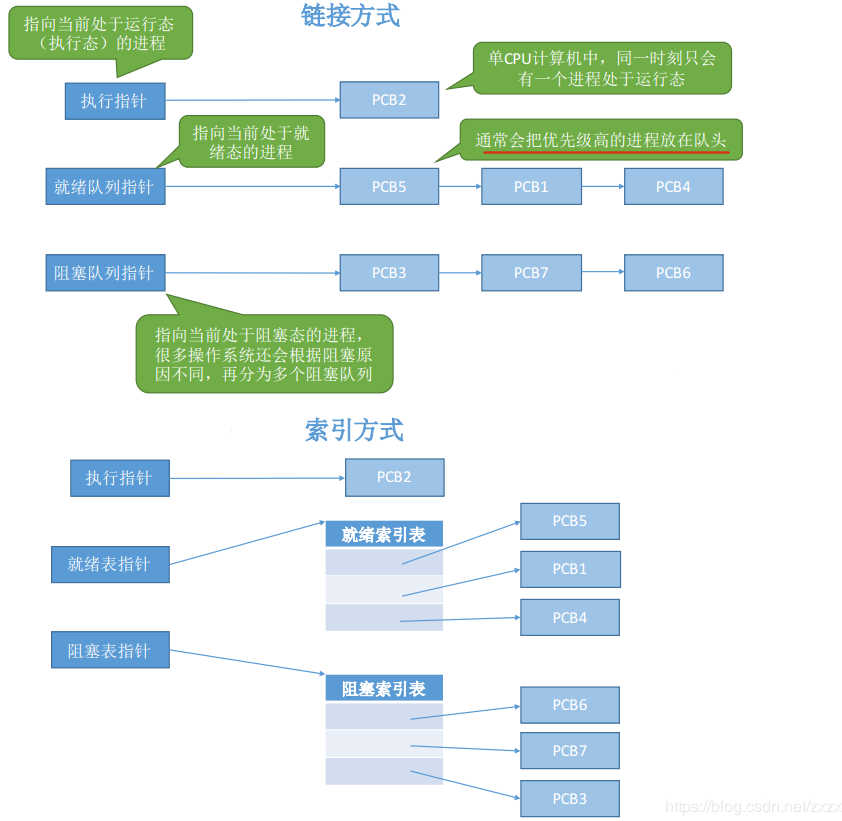 链接方式
指向当前处于运行态
（执行态）的进程
单CPU计算机中，同一时刻只会
有一个进程处于运行态
执行指针
PCB2
指向当前处于就
绪态的进程
通常会把优先级高的进程放在队头
就绪队列指针
PCB5
PCB1
PCB4
阻塞队列指针
PCB3
PCB7
PCB6
指向当前处于阻塞态的进程，
很多操作系统还会根据阻塞原
因不同，再分为多个阻塞队列
索引方式
执行指针
PCB2
就绪表指针
就绪索引表
PCB5
PCB1
PCB4
阻塞表指针
阻塞索引表
PCB6
PCB7
PCB3
https://blog.csdn.net/zxzx